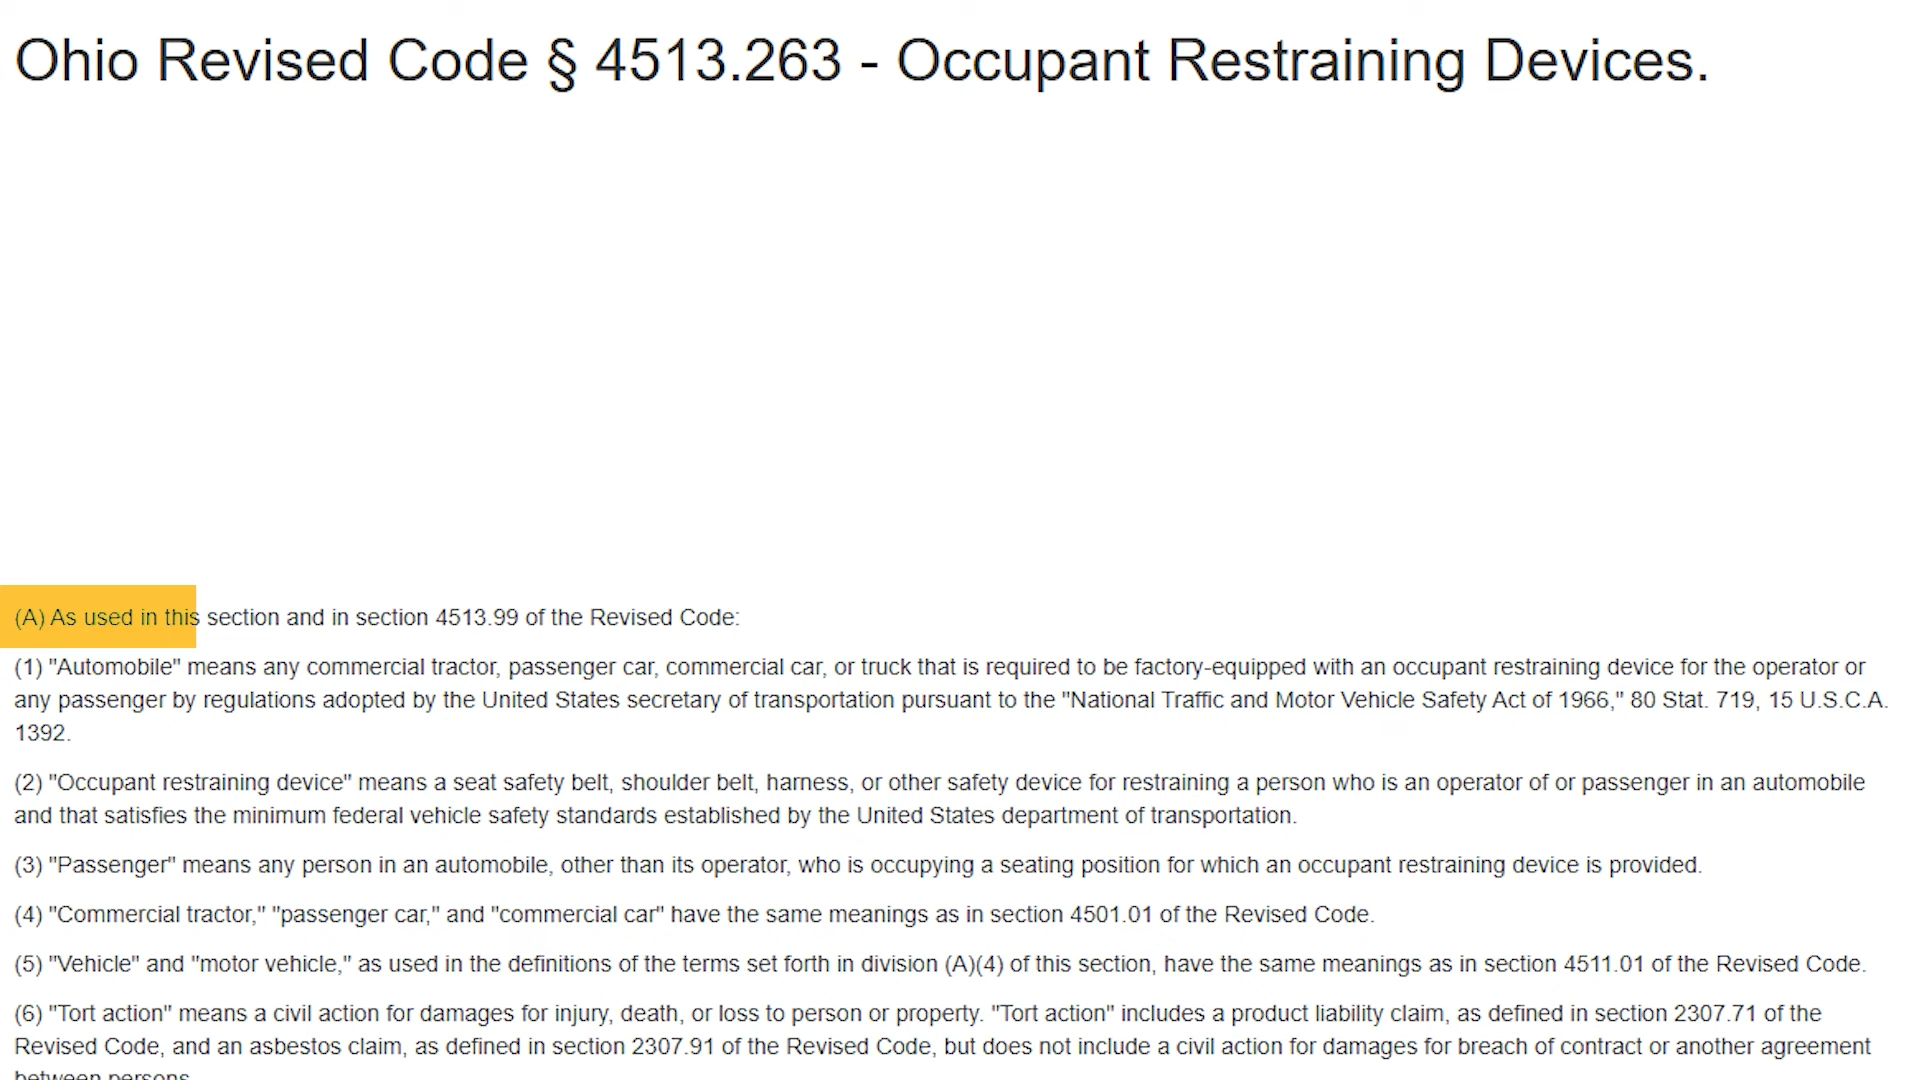 Ohio Revised Code § 4513.263 - Occupant Restraining Devices.
(A) As used in this section and in section 4513.99 of the Revised Code:
(1) "Automobile" means any commercial tractor, passenger car, commercial car, or truck that is required to be factory-equipped with an occupant restraining device for the operator or
any passenger by regulations adopted by the United States secretary of transportation pursuant to the "National Traffic and Motor Vehicle Safety Act of 1966," 80 Stat. 719, 15 U.S.C.A.
1392.
(2) "Occupant restraining device" means a seat safety belt, shoulder belt, harness, or other safety device for restraining a person who is an operator of or passenger in an automobile
and that satisfies the minimum federal vehicle safety standards established by the United States department of transportation.
(3) "Passenger" means any person in an automobile, other than its operator, who is occupying a seating position for which an occupant restraining device is provided.
(4) "Commercial tractor," "passenger car," and "commercial car" have the same meanings as in section 4501.01 of the Revised Code.
(5) "Vehicle" and "motor vehicle," as used in the definitions of the terms set forth in division (A)(4) of this section, have the same meanings as in section 4511.01 of the Revised Code.
(6) "Tort action" means a civil action for damages for injury, death, or loss to person or property. "Tort action" includes a product liability claim, as defined in section 2307.71 of the
Revised Code, and an asbestos claim, as defined in section 2307.91 of the Revised Code, but does not include a civil action for damages for breach of contract or another agreement
between persons.